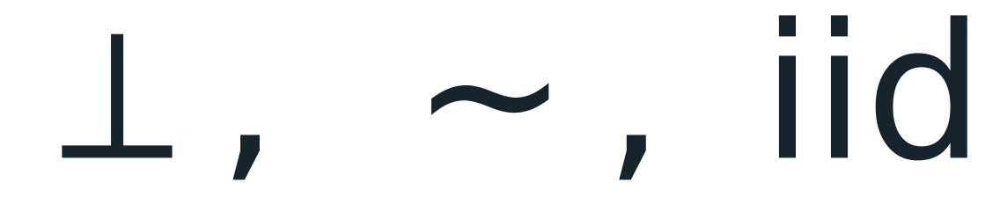 ⊥, ~, iid